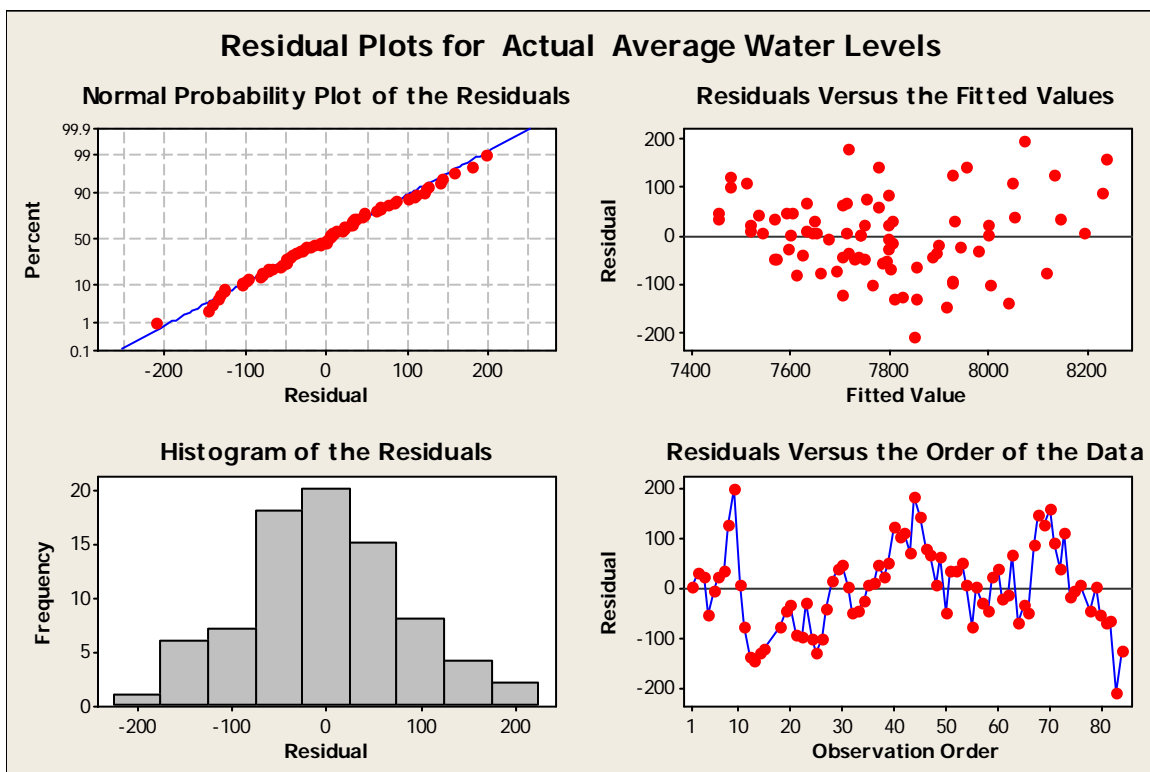 Residual Plots for Actual Average Water Levels
Normal Probability Plot of the Residuals
99.9
99
90
50
10
1
0.1
Percent
-200 -100 0 100 200
Residual
Residuals Versus the Fitted Values
200
100
0
-100
-200
Residual
7400 7600 7800 8000 8200
Fitted Value
Histogram of the Residuals
20
15
10
5
0
Frequency
-200 -100 0 100 200
Residual
Residuals Versus the Order of the Data
200
100
0
-100
-200
Residual
1 10 20 30 40 50 60 70 80
Observation Order